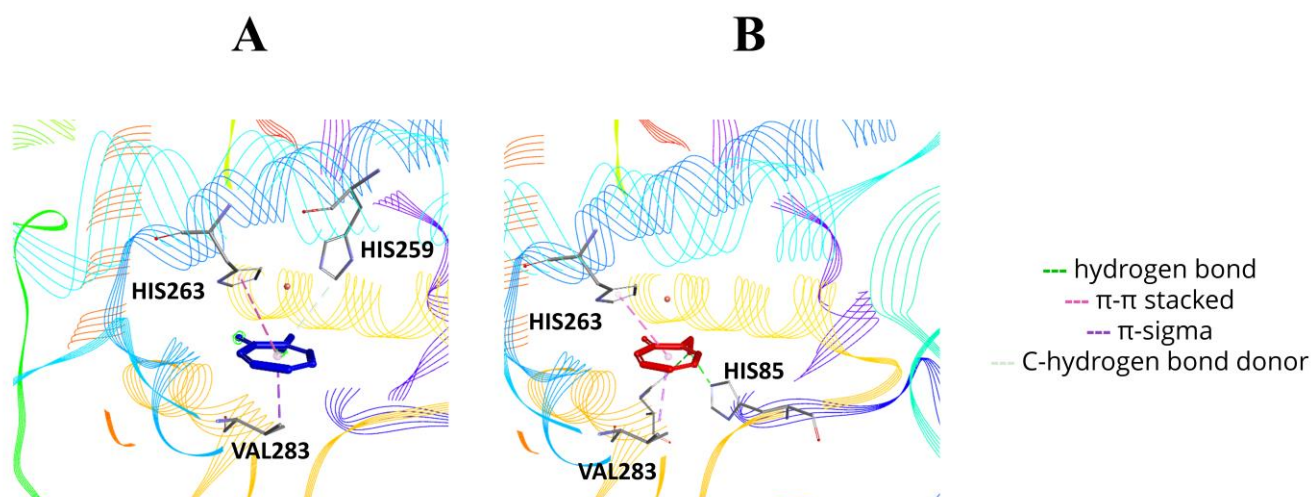 A
B
HIS259
HIS263
VAL283
HIS263
HIS85
VAL283
hydrogen bond
π-π stacked
π-sigma
C-hydrogen bond donor